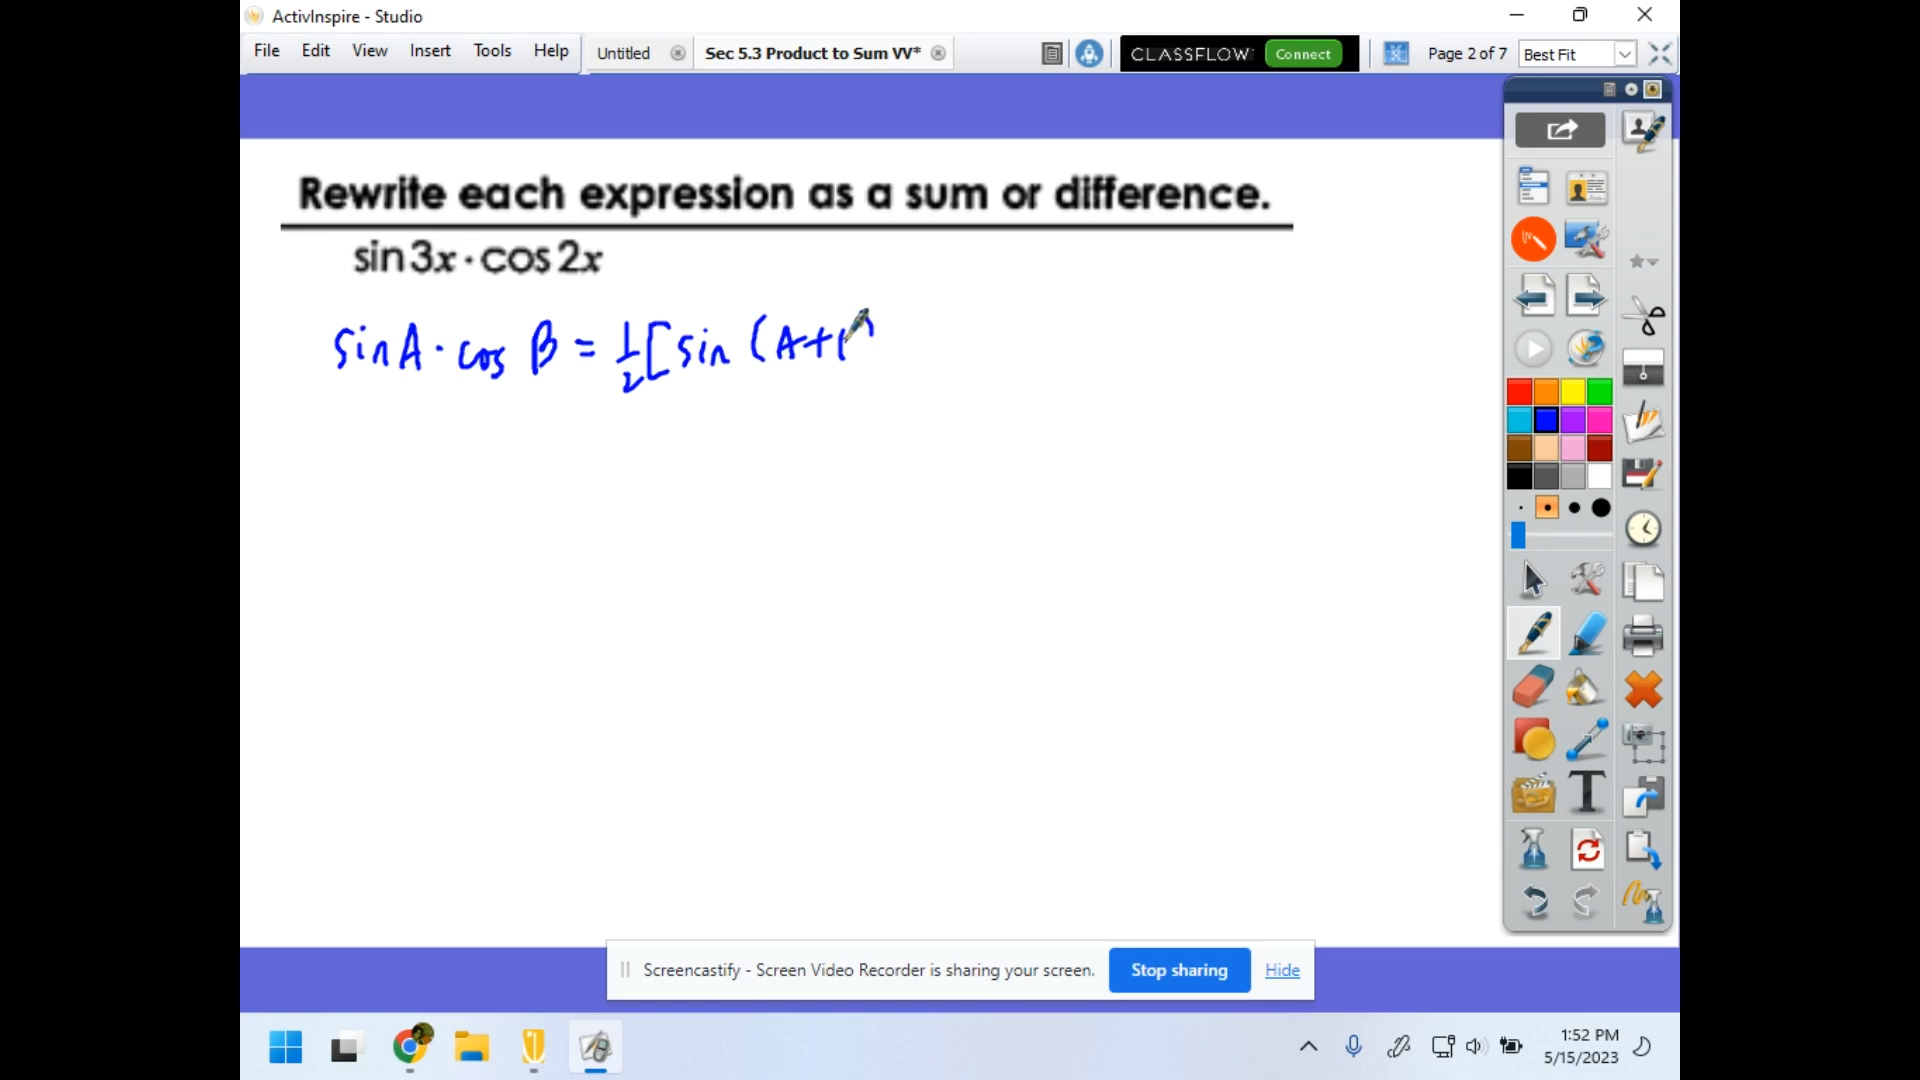 ActivInspire - Studio
File Edit View Insert Tools Help Untitled Sec 5.3 Product to Sum VV* CLASSFLOW Connect Page 2 of 7 Best Fit
Rewrite each expression as a sum or difference.
sin 3x · cos 2x
sin A · cos B = 1/2 [ sin ( A +
Screencastify - Screen Video Recorder is sharing your screen. Stop sharing Hide
1:52 PM
5/15/2023